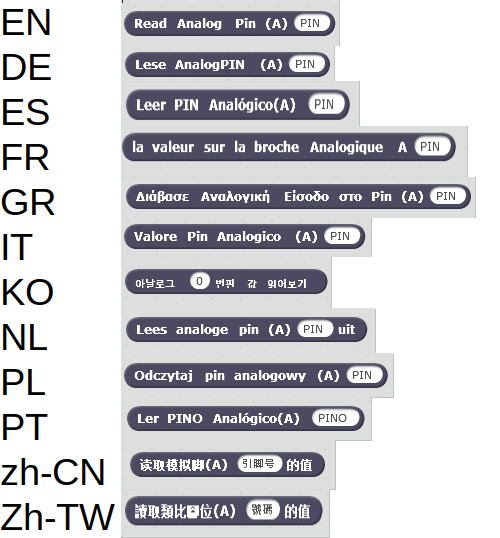 EN Read Analog Pin (A) PIN
DE Lese AnalogPIN (A) PIN
ES Leer PIN Analógico(A) PIN
FR la valeur sur la broche Analogique A PIN
GR Διάβασε Αναλογική Είσοδο στο Pin (A) PIN
IT Valore Pin Analogico (A) PIN
KO 아날로그 0 번핀 값 읽어보기
NL Lees analoge pin (A) PIN uit
PL Odczytaj pin analogowy (A) PIN
PT Ler PINO Analógico(A) PINO
zh-CN 读取模拟脚(A) 引脚号 的值
Zh-TW 讀取類比位(A) 號碼 的值